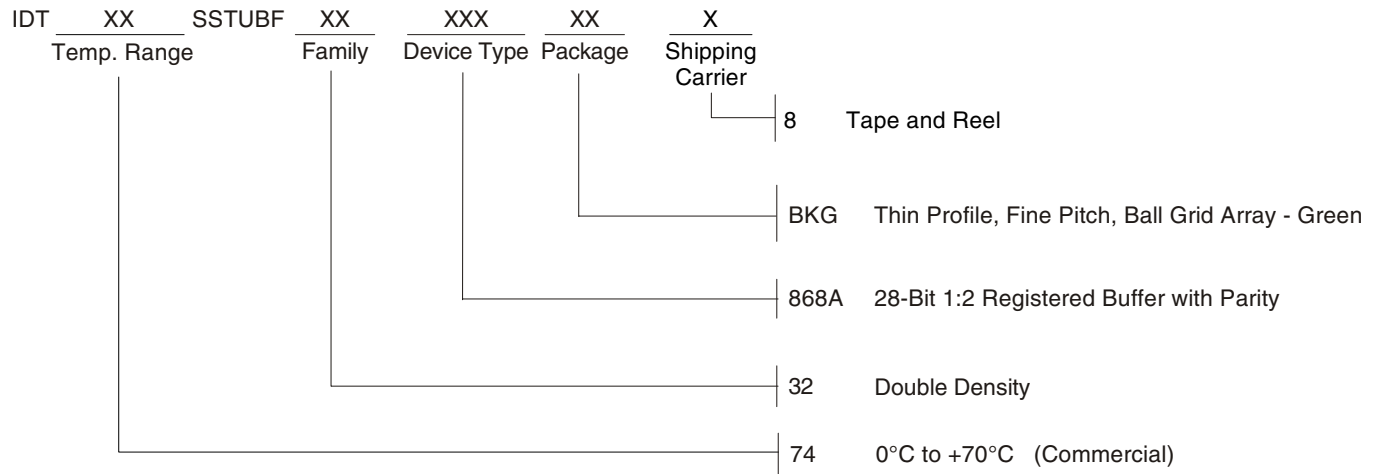 IDT XX SSTUBF XX XXX XX X
Temp. Range Family Device Type Package Shipping
Carrier
8 Tape and Reel
BKG Thin Profile, Fine Pitch, Ball Grid Array - Green
868A 28-Bit 1:2 Registered Buffer with Parity
32 Double Density
74 0°C to +70°C (Commercial)